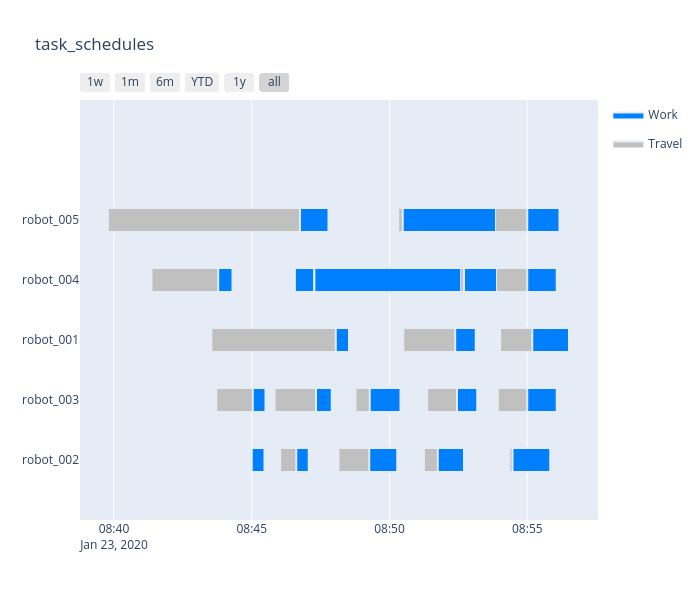 task_schedules
1w 1m 6m YTD 1y all
Work
Travel
robot_005
robot_004
robot_001
robot_003
robot_002
08:40 08:45 08:50 08:55
Jan 23, 2020